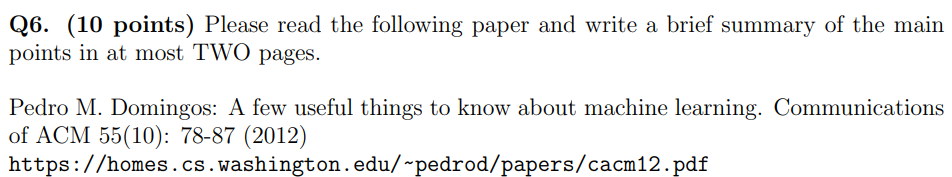 Q6. (10 points) Please read the following paper and write a brief summary of the main
points in at most TWO pages.
Pedro M. Domingos: A few useful things to know about machine learning. Communications
of ACM 55(10): 78-87 (2012)
https://homes.cs.washington.edu/~pedrod/papers/cacm12.pdf